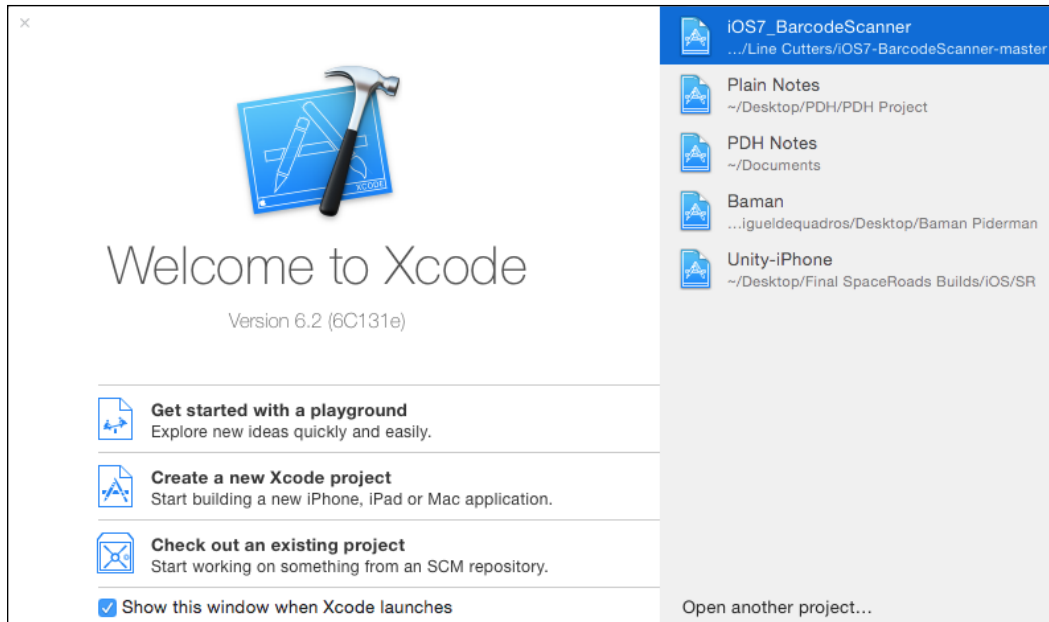 XCODE
Welcome to Xcode
Version 6.2 (6C131e)
Get started with a playground
Explore new ideas quickly and easily.
Create a new Xcode project
Start building a new iPhone, iPad or Mac application.
Check out an existing project
Start working on something from an SCM repository.
Show this window when Xcode launches
iOS7_BarcodeScanner
.../Line Cutters/iOS7-BarcodeScanner-master
Plain Notes
~/Desktop/PDH/PDH Project
PDH Notes
~/Documents
Baman
...igueldequadros/Desktop/Baman Piderman
Unity-iPhone
~/Desktop/Final SpaceRoads Builds/iOS/SR
Open another project...